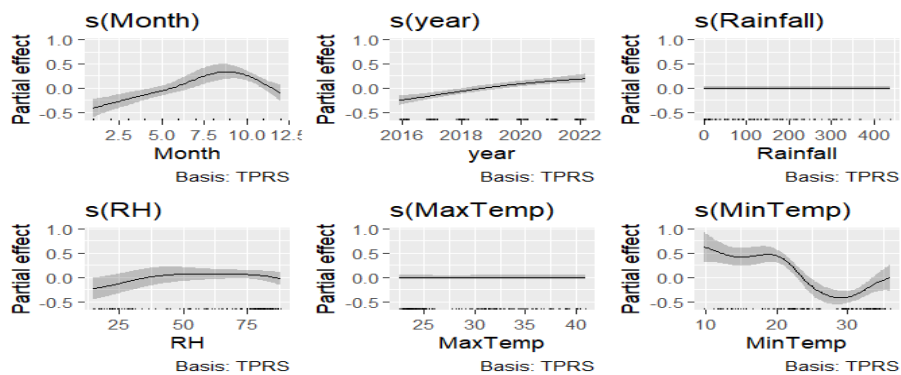 s(Month)
Partial effect
1.0
0.5
0.0
-0.5
2.5 5.0 7.5 10.0 12.5
Month
Basis: TPRS
s(year)
Partial effect
1.0
0.5
0.0
-0.5
2016 2018 2020 2022
year
Basis: TPRS
s(Rainfall)
Partial effect
1.0
0.5
0.0
-0.5
0 100 200 300 400
Rainfall
Basis: TPRS
s(RH)
Partial effect
1.0
0.5
0.0
-0.5
25 50 75
RH
Basis: TPRS
s(MaxTemp)
Partial effect
1.0
0.5
0.0
-0.5
25 30 35 40
MaxTemp
Basis: TPRS
s(MinTemp)
Partial effect
1.0
0.5
0.0
-0.5
10 20 30
MinTemp
Basis: TPRS